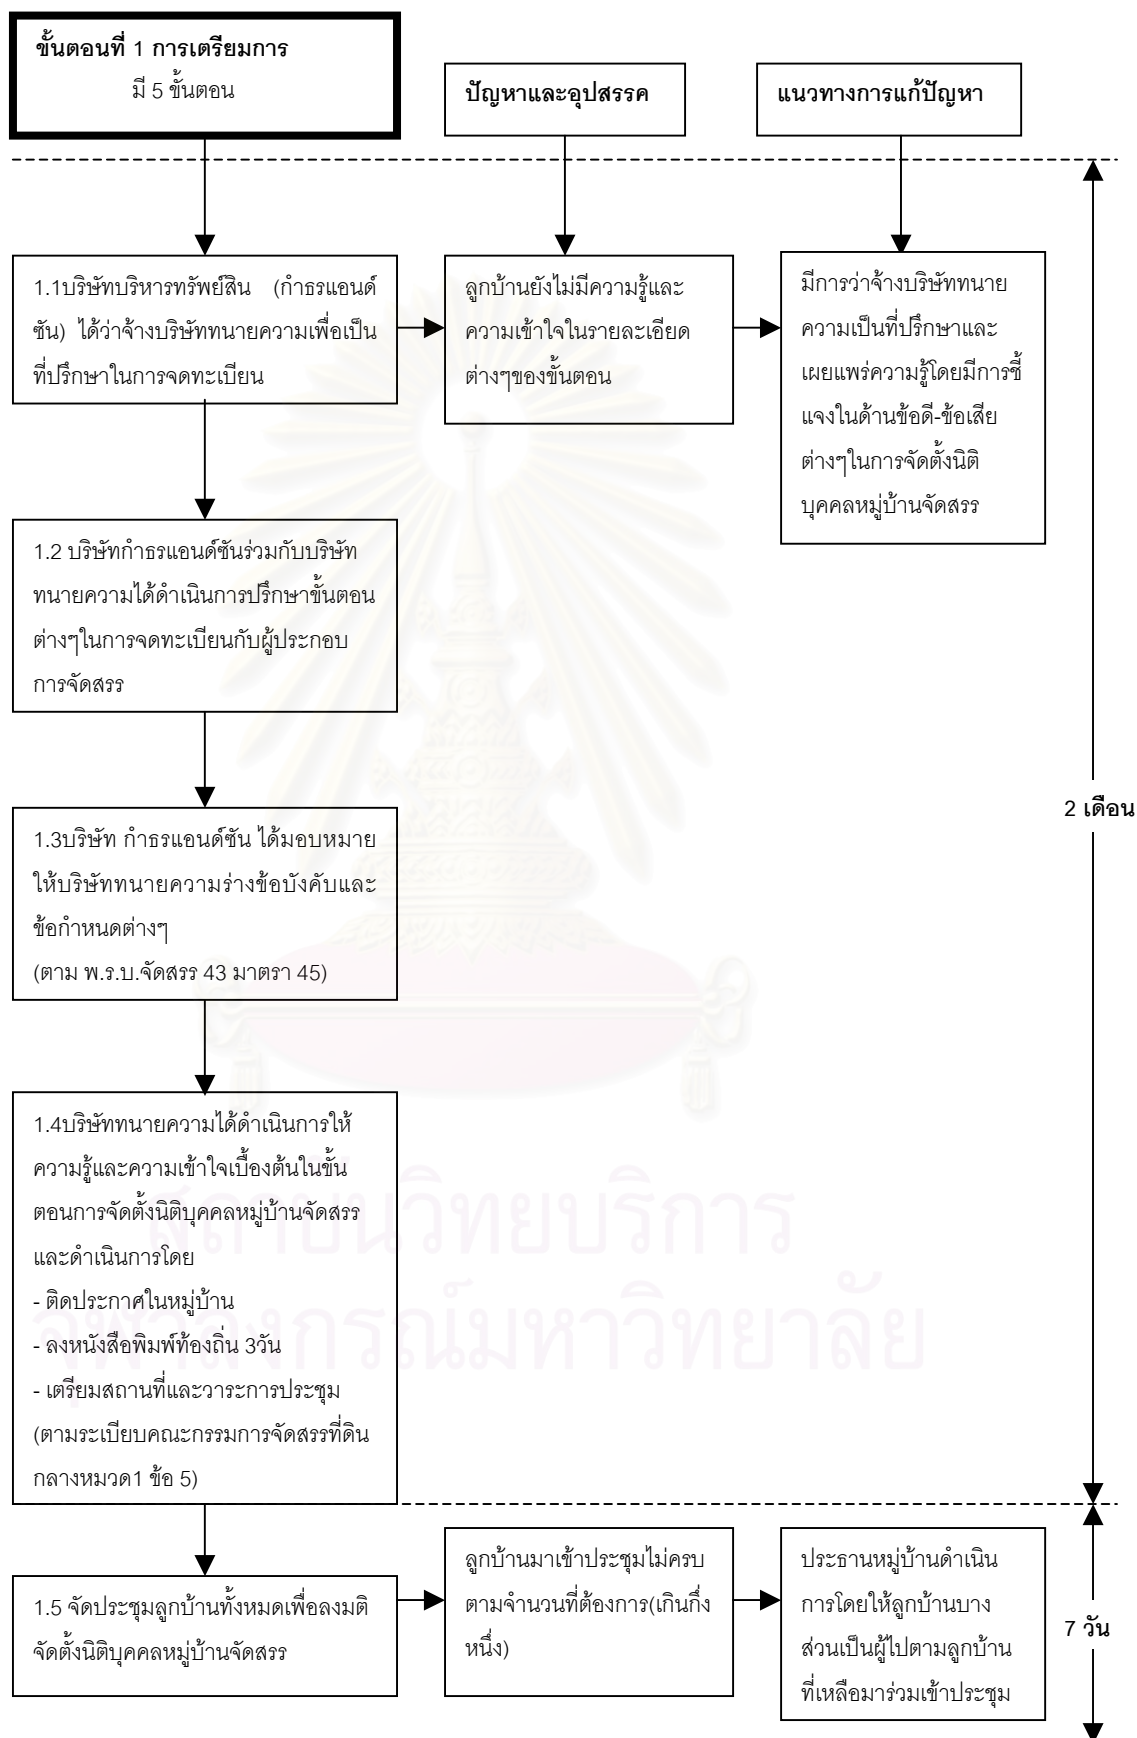 ขั้นตอนที่ 1 การเตรียมการ
มี 5 ขั้นตอน
ปัญหาและอุปสรรค
แนวทางการแก้ปัญหา
1.1บริษัทบริหารทรัพย์สิน (กำธรแอนด์
ซัน) ได้ว่าจ้างบริษัททนายความเพื่อเป็น
ที่ปรึกษาในการจดทะเบียน
ลูกบ้านยังไม่มีความรู้และ
ความเข้าใจในรายละเอียด
ต่างๆของขั้นตอน
มีการว่าจ้างบริษัททนาย
ความเป็นที่ปรึกษาและ
เผยแพร่ความรู้โดยมีการชี้
แจงในด้านข้อดี-ข้อเสีย
ต่างๆในการจัดตั้งนิติ
บุคคลหมู่บ้านจัดสรร
1.2 บริษัทกำธรแอนด์ซันร่วมกับบริษัท
ทนายความได้ดำเนินการปรึกษาขั้นตอน
ต่างๆในการจดทะเบียนกับผู้ประกอบ
การจัดสรร
1.3บริษัท กำธรแอนด์ซัน ได้มอบหมาย
ให้บริษัททนายความร่างข้อบังคับและ
ข้อกำหนดต่างๆ
(ตาม พ.ร.บ.จัดสรร 43 มาตรา 45)
2 เดือน
1.4บริษัททนายความได้ดำเนินการให้
ความรู้และความเข้าใจเบื้องต้นในขั้น
ตอนการจัดตั้งนิติบุคคลหมู่บ้านจัดสรร
และดำเนินการโดย
- ติดประกาศในหมู่บ้าน
- ลงหนังสือพิมพ์ท้องถิ่น 3วัน
- เตรียมสถานที่และวาระการประชุม
(ตามระเบียบคณะกรรมการจัดสรรที่ดิน
กลางหมวด1 ข้อ 5)
สถาบันวิทยบริการ
จุฬาลงกรณ์มหาวิทยาลัย
1.5 จัดประชุมลูกบ้านทั้งหมดเพื่อลงมติ
จัดตั้งนิติบุคคลหมู่บ้านจัดสรร
ลูกบ้านมาเข้าประชุมไม่ครบ
ตามจำนวนที่ต้องการ(เกินกึ่ง
หนึ่ง)
ประธานหมู่บ้านดำเนิน
การโดยให้ลูกบ้านบาง
ส่วนเป็นผู้ไปตามลูกบ้าน
ที่เหลือมาร่วมเข้าประชุม
7 วัน